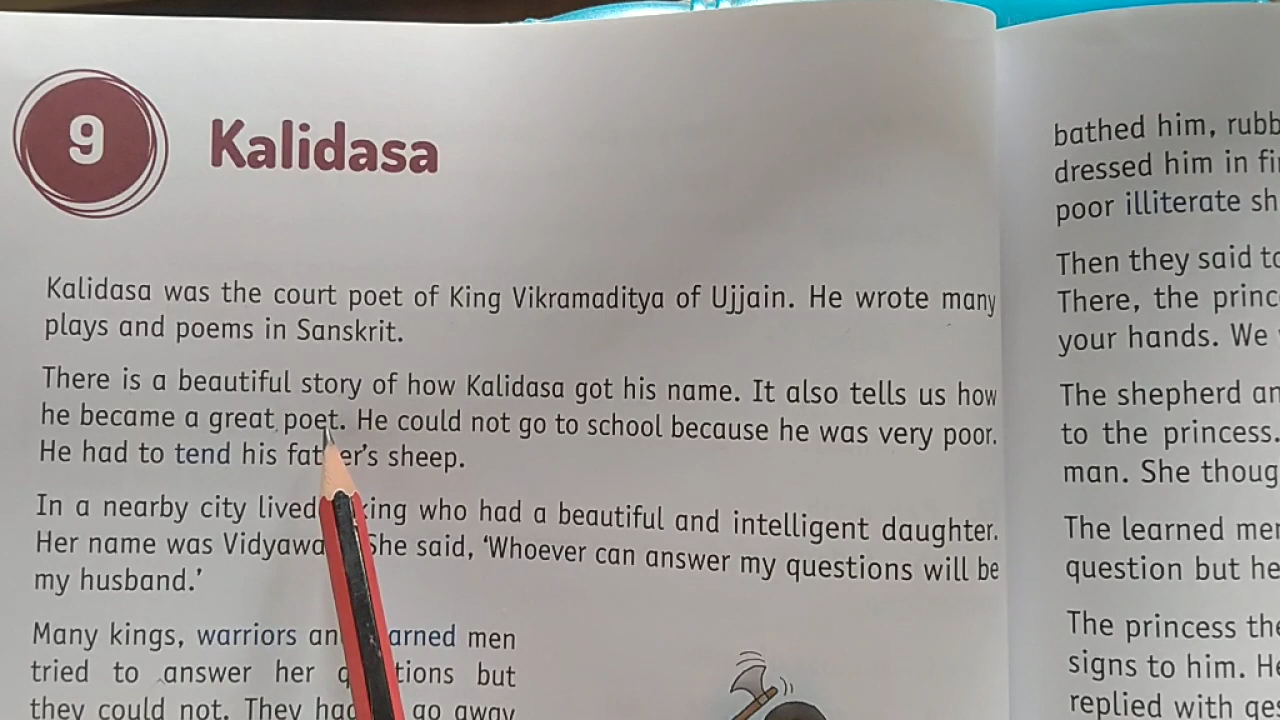 9
Kalidasa
Kalidasa was the court poet of King Vikramaditya of Ujjain. He wrote many
plays and poems in Sanskrit.
There is a beautiful story of how Kalidasa got his name. It also tells us how
he became a great poet. He could not go to school because he was very poor.
He had to tend his father's sheep.
In a nearby city lived king who had a beautiful and intelligent daughter.
Her name was She said, ‘Whoever can answer my questions will be
my husband.’
Many kings, warriors men
tried to answer her but
they could not. They go away
bathed him,
dressed him in
poor illiterate
Then they said
There, the
your hands. We
The shepherd
to the princess.
man. She
The learned
question but he
The princess
signs to him.
replied with